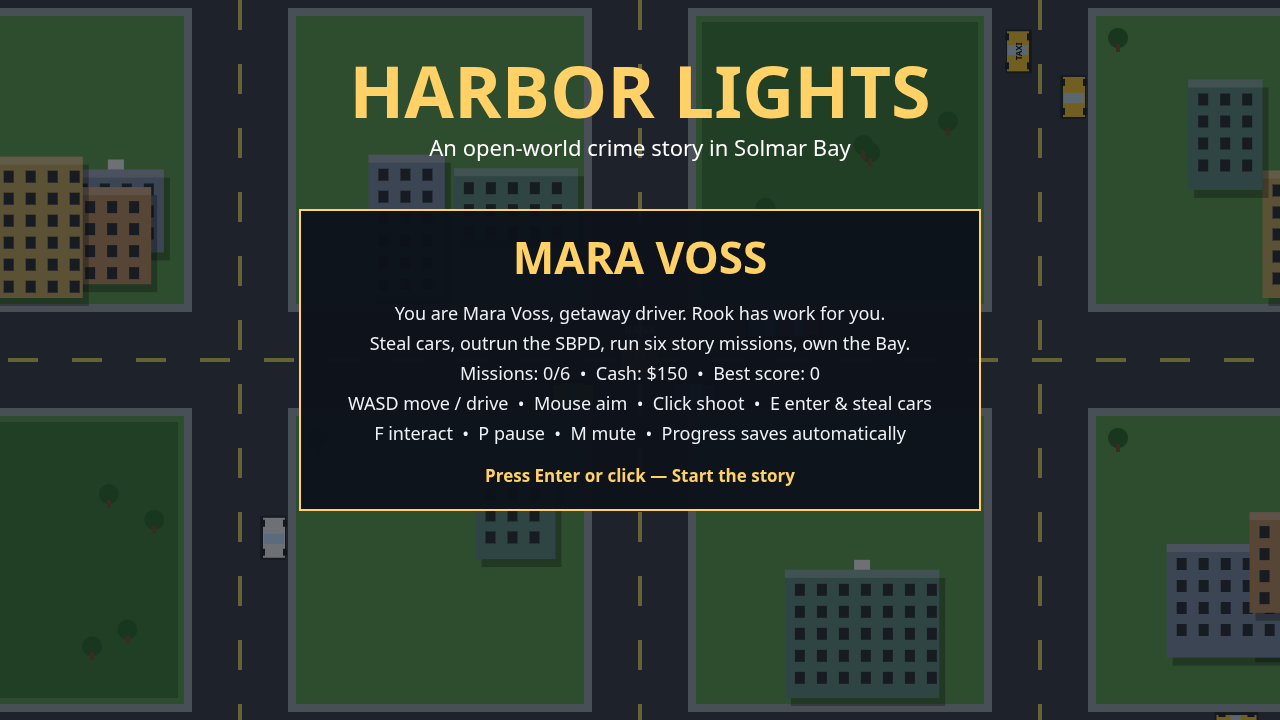 TAXI
HARBOR LIGHTS
An open-world crime story in Solmar Bay
MARA VOSS
You are Mara Voss, getaway driver. Rook has work for you.
Steal cars, outrun the SBPD, run six story missions, own the Bay.
Missions: 0/6 • Cash: $150 • Best score: 0
WASD move / drive • Mouse aim • Click shoot • E enter & steal cars
F interact • P pause • M mute • Progress saves automatically
Press Enter or click — Start the story